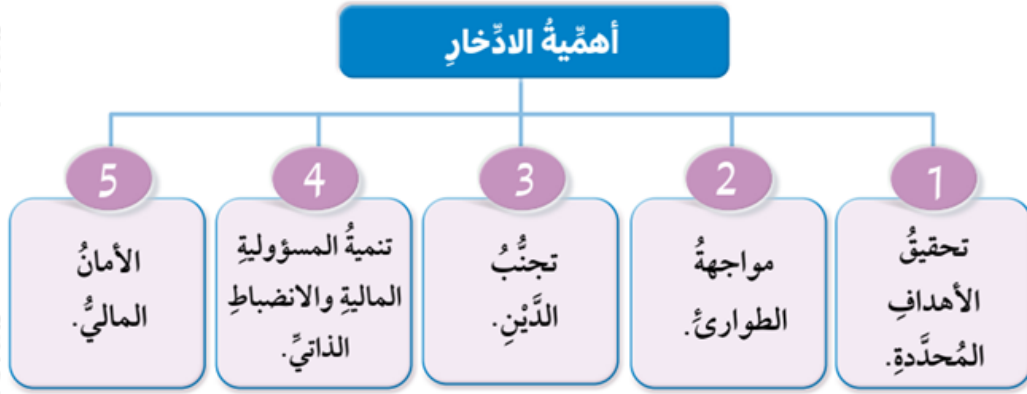 أهمِّيةُ الادِّخارِ
1
تحقيقُ
الأهدافِ
المُحدَّدةِ.
2
مواجهةُ
الطوارئِ.
3
تجنُّبُ
الدَّيْنِ.
4
تنميةُ المسؤوليةِ
الماليةِ والانضباطِ
الذاتيِّ.
5
الأمانُ
الماليُّ.